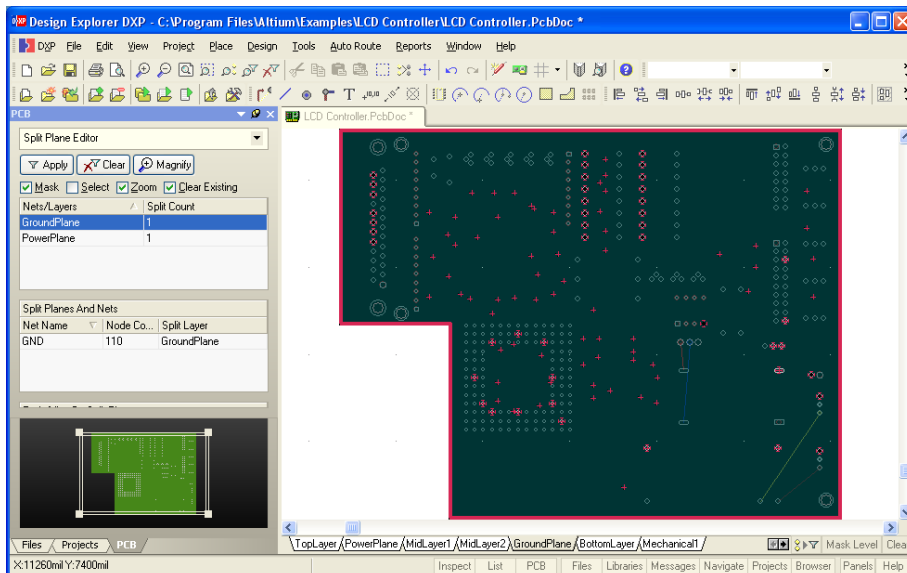 DXP Design Explorer DXP - C:\Program Files\Altium\Examples\LCD Controller\LCD Controller.PcbDoc *
DXP File Edit View Project Place Design Tools Auto Route Reports Window Help
PCB
LCD Controller.PcbDoc *
Split Plane Editor
Apply Clear Magnify
Mask Select Zoom Clear Existing
Nets/Layers Split Count
GroundPlane 1
PowerPlane 1
Split Planes And Nets
Net Name Node Co... Split Layer
GND 110 GroundPlane
Files Projects PCB
TopLayer PowerPlane MidLayer1 MidLayer2 GroundPlane BottomLayer Mechanical1
Mask Level Clea
X:11260mil Y:7400mil
Inspect List PCB Files Libraries Messages Navigate Projects Browser Panels Help